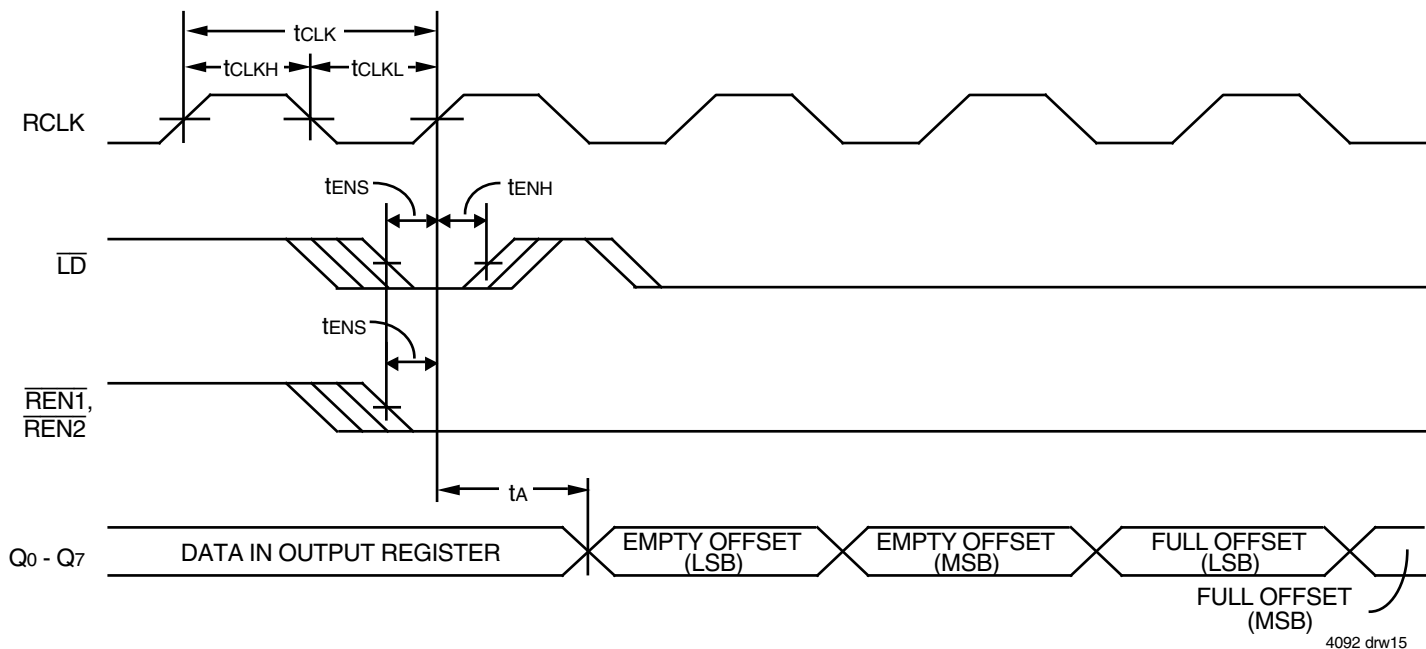 tCLK
tCLKH
tCLKL
RCLK
tENS
tENH
LD
tENS
REN1,
REN2
tA
Q0 - Q7
DATA IN OUTPUT REGISTER
EMPTY OFFSET
(LSB)
EMPTY OFFSET
(MSB)
FULL OFFSET
(LSB)
FULL OFFSET
(MSB)
4092 drw15